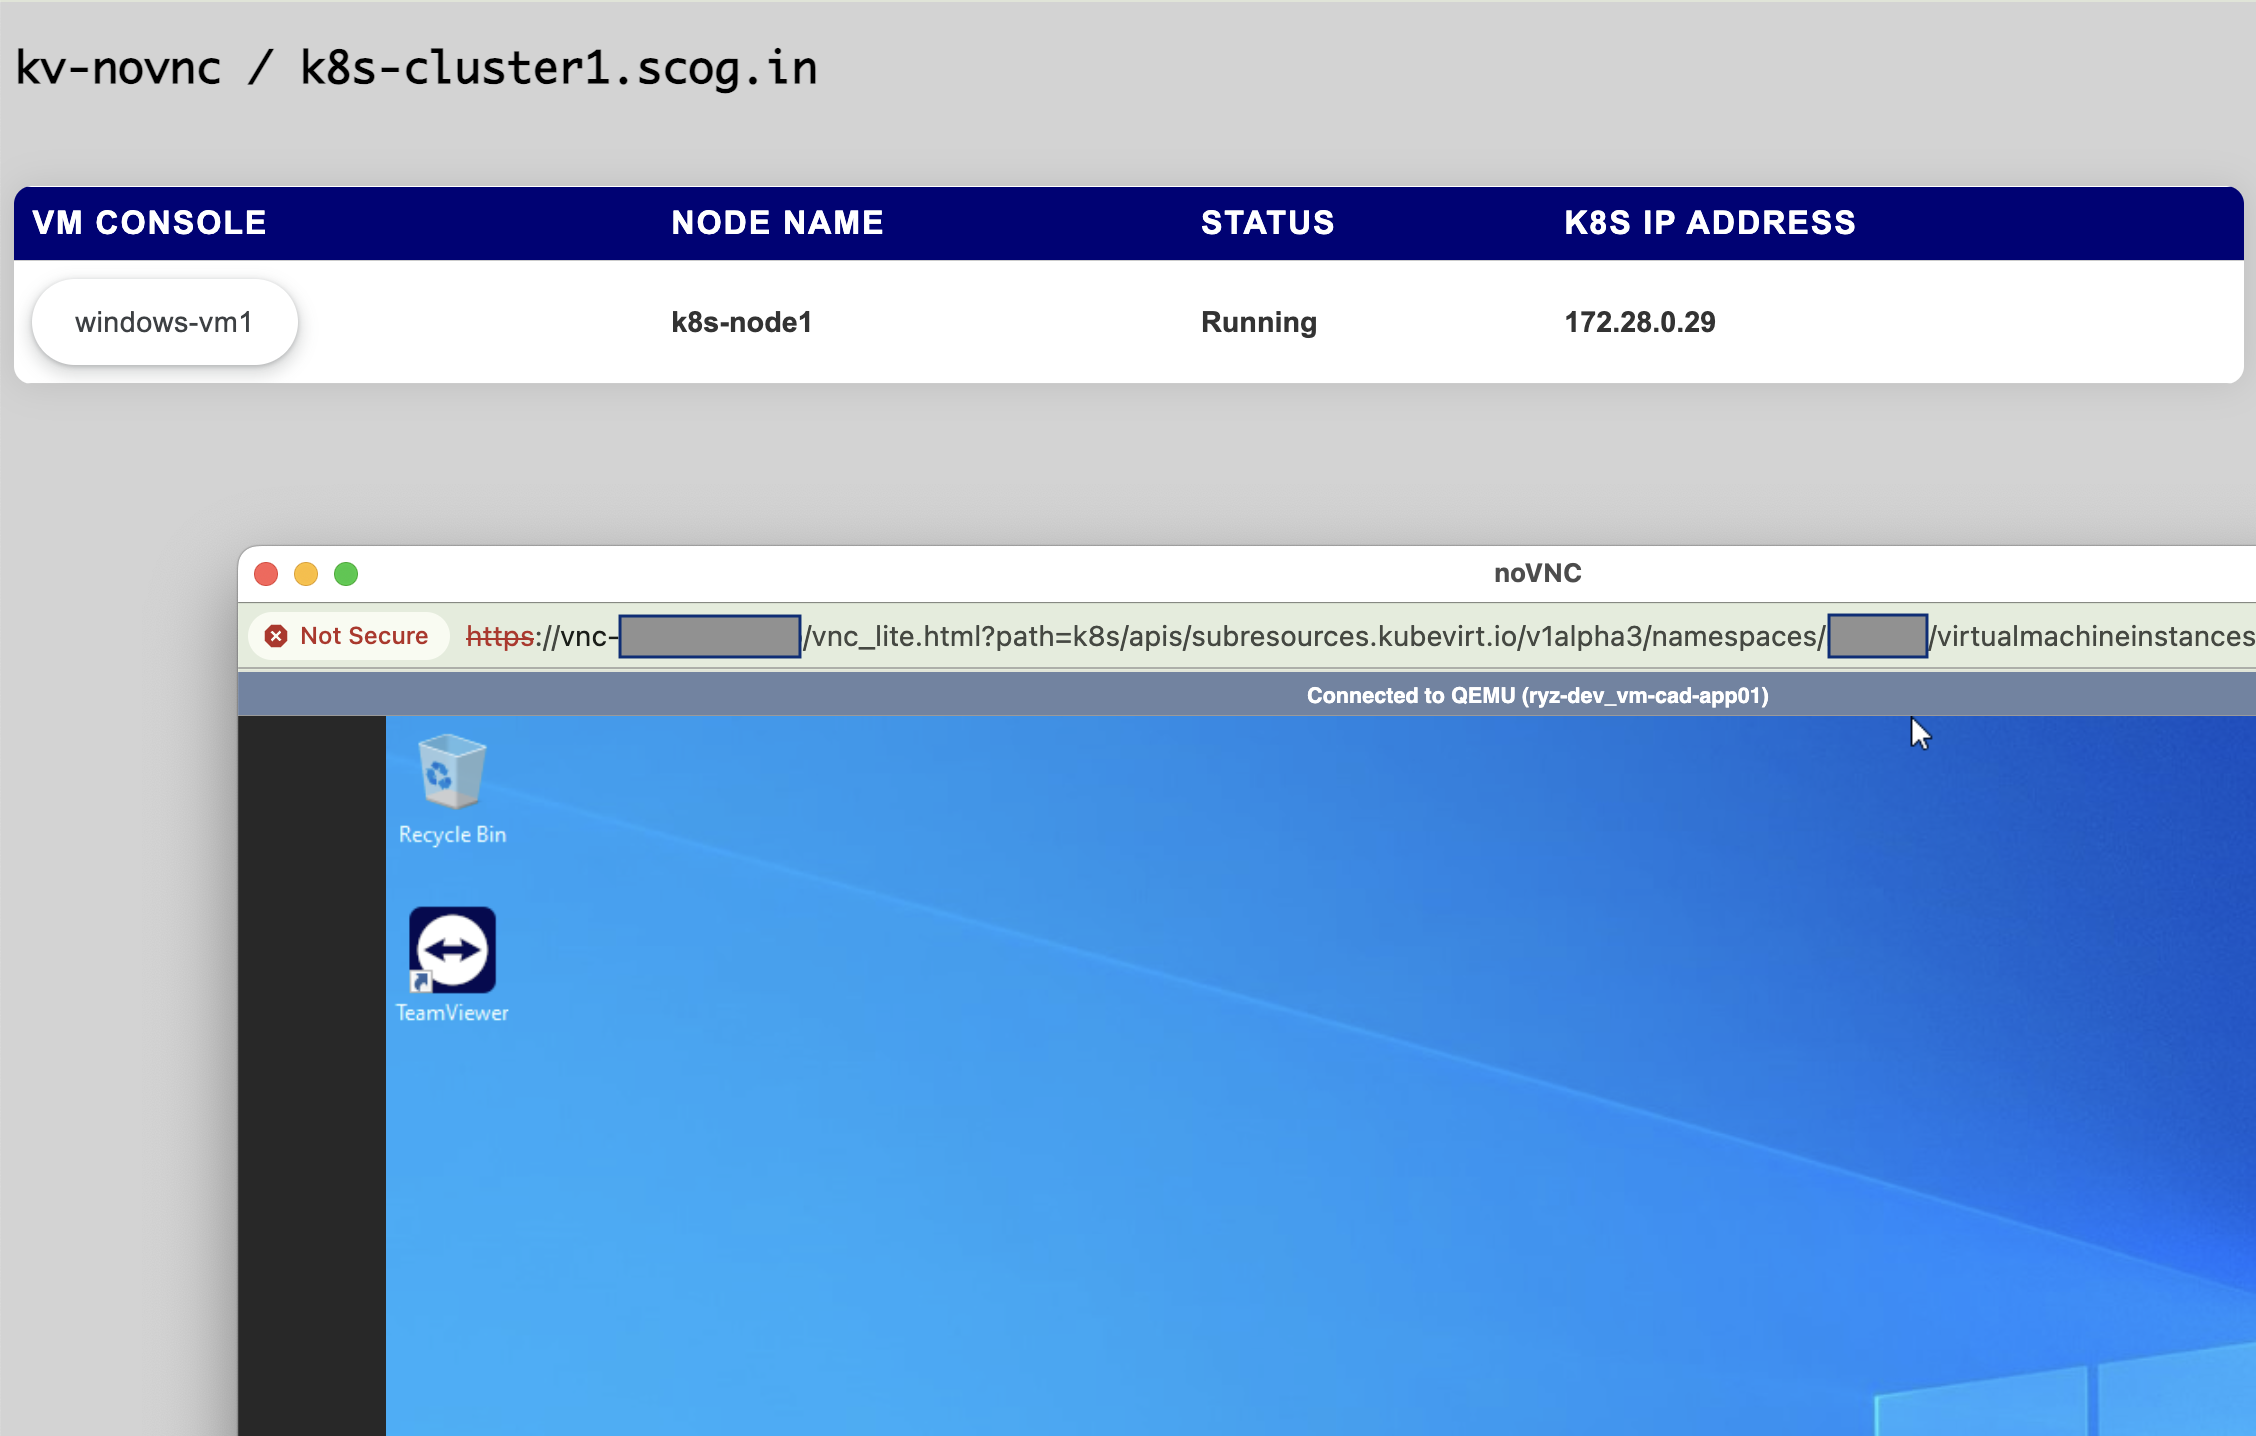 kv-novnc / k8s-cluster1.scog.in
VM CONSOLE NODE NAME STATUS K8S IP ADDRESS
windows-vm1 k8s-node1 Running 172.28.0.29
noVNC
Not Secure https://vnc- /vnc_lite.html?path=k8s/apis/subresources.kubevirt.io/v1alpha3/namespaces/ /virtualmachineinstances
Connected to QEMU (ryz-dev_vm-cad-app01)
Recycle Bin
TeamViewer